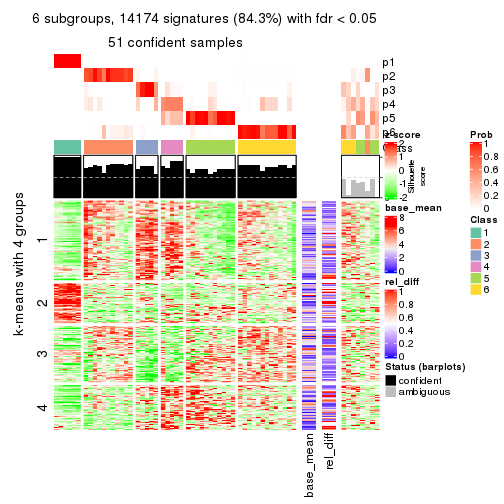 6 subgroups, 14174 signatures (84.3%) with fdr < 0.05
51 confident samples
p1
p2
p3
p4
p5
p6
Class
Silhouette
score
k-means with 4 groups
1
2
3
4
base_mean
rel_diff
z-score
2
1
0
-1
-2
base_mean
8
6
4
2
0
rel_diff
1
0.8
0.6
0.4
0.2
0
Status (barplots)
confident
ambiguous
Prob
1
0.8
0.6
0.4
0.2
0
Class
1
2
3
4
5
6